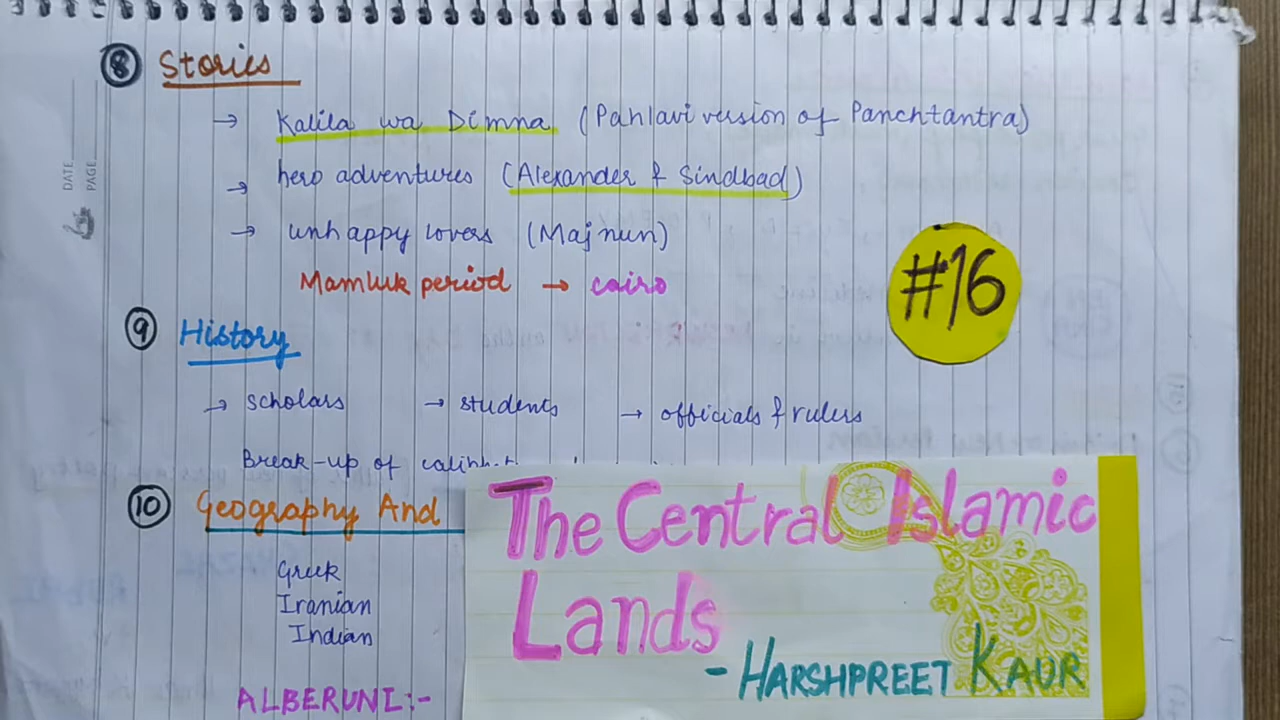 8 Stories
→ Kalila wa Dimna (Pahlavi version of Panchtantra)
→ hero adventures (Alexander & Sindbad)
→ unhappy lovers (Majnun)
Mamluk period → cairo
#16
9 History
→ scholars → students → officials & rulers
Break-up of
10 Geography And
Greek
Iranian
Indian
ALBERUNI:-
The Central Islamic
Lands
- HARSHPREET KAUR
DATE
PAGE